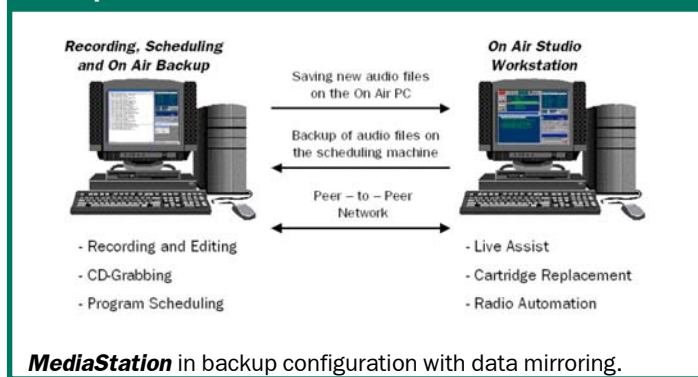 Recording, Scheduling
and On Air Backup
On Air Studio
Workstation
Saving new audio files
on the On Air PC
Backup of audio files on
the scheduling machine
Peer – to – Peer
Network
- Recording and Editing
- CD-Grabbing
- Program Scheduling
- Live Assist
- Cartridge Replacement
- Radio Automation
MediaStation in backup configuration with data mirroring.